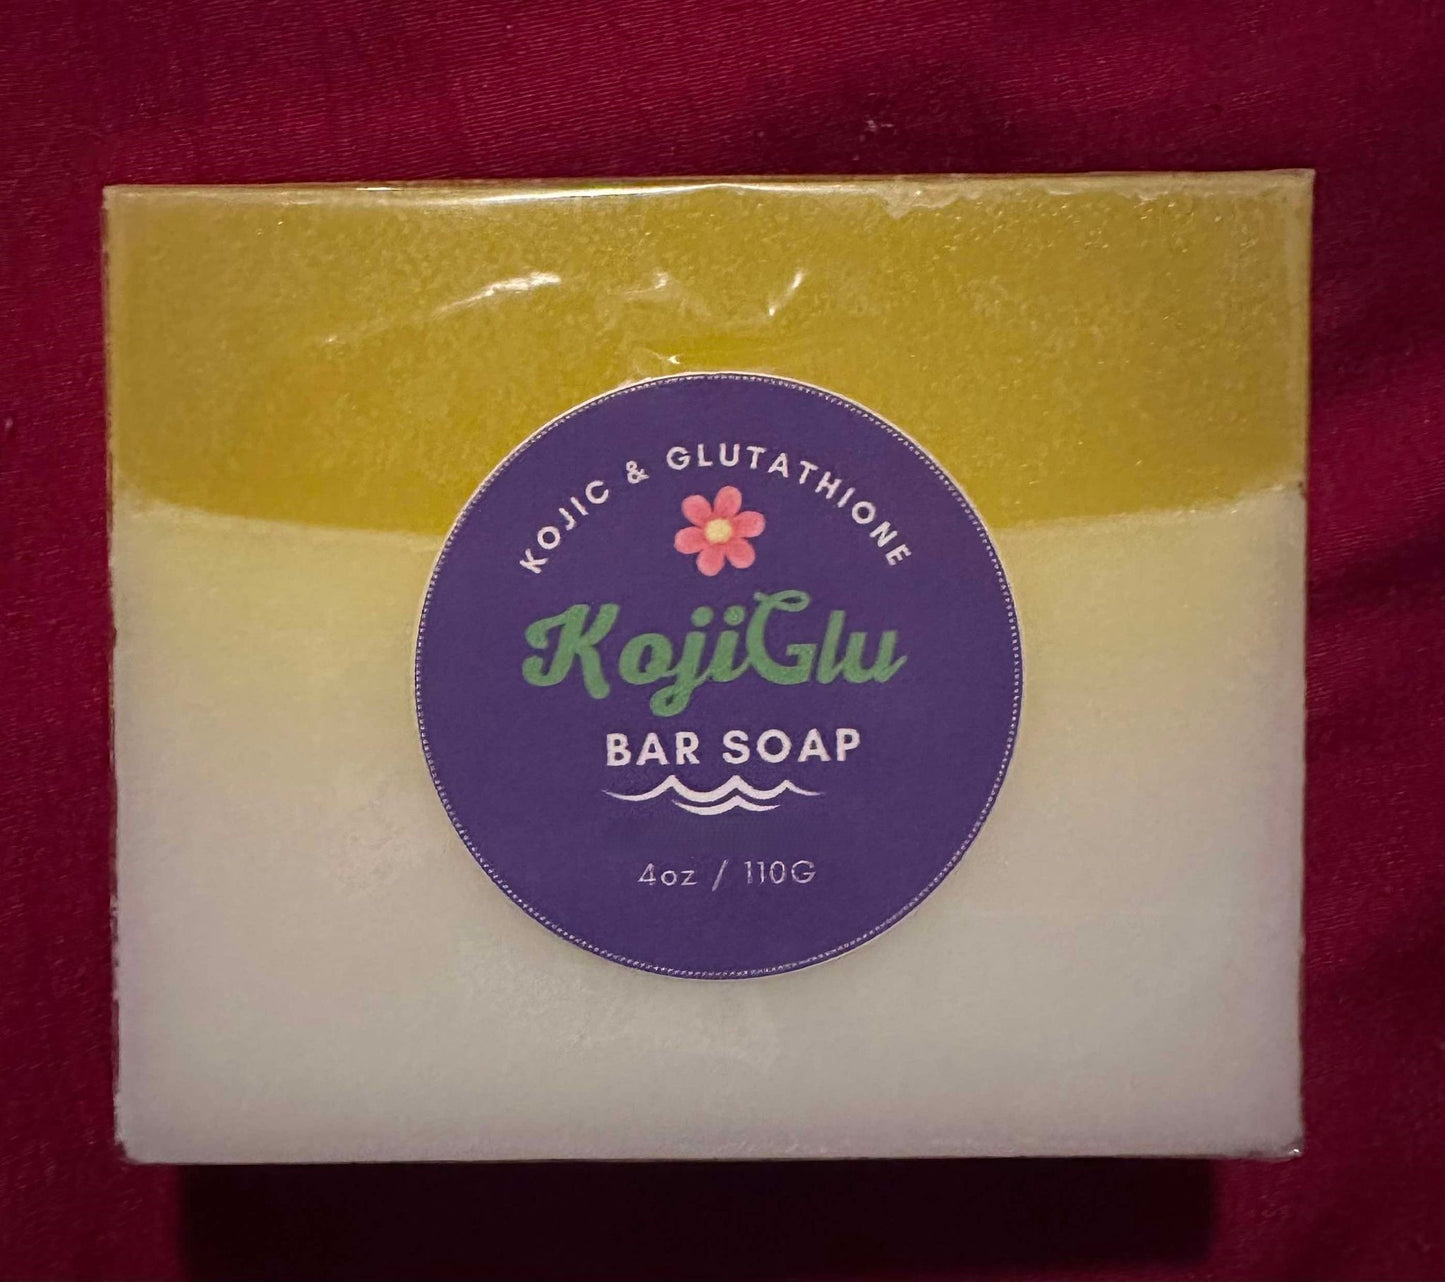 KOJIC & GLUTATHIONE
KojiGlu
BAR SOAP
4oz / 110G